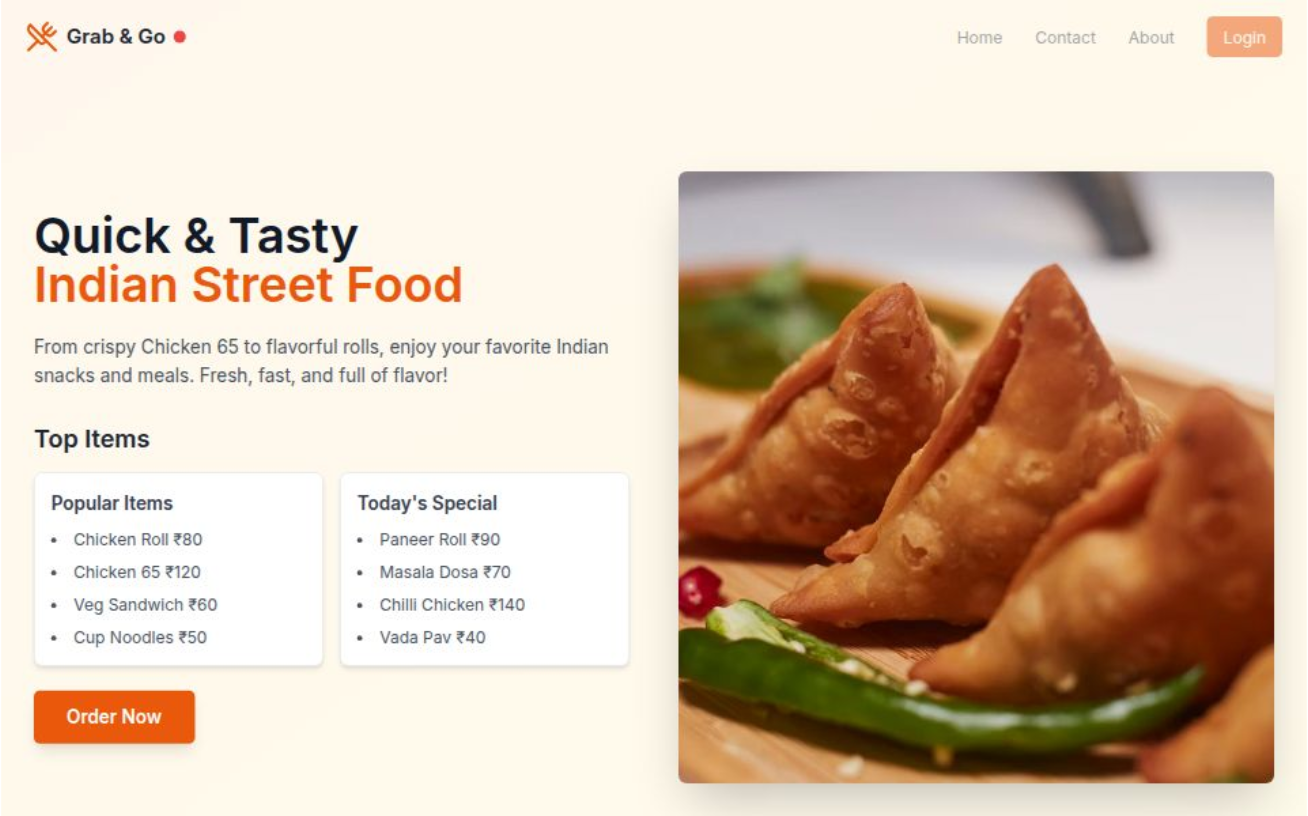 Grab & Go
Home
Contact
About
Login
Quick & Tasty
Indian Street Food
From crispy Chicken 65 to flavorful rolls, enjoy your favorite Indian
snacks and meals. Fresh, fast, and full of flavor!
Top Items
Popular Items
Chicken Roll ₹80
Chicken 65 ₹120
Veg Sandwich ₹60
Cup Noodles ₹50
Today's Special
Paneer Roll ₹90
Masala Dosa ₹70
Chilli Chicken ₹140
Vada Pav ₹40
Order Now